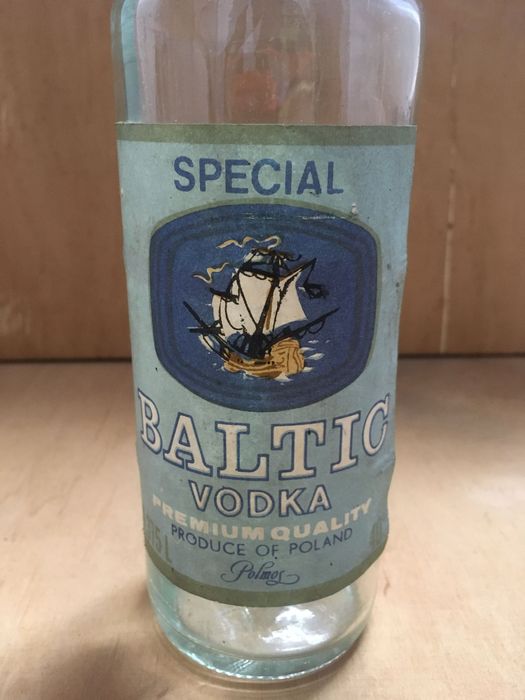 SPECIAL
BALTIC
VODKA
PREMIUM QUALITY
PRODUCE OF POLAND
Polmos